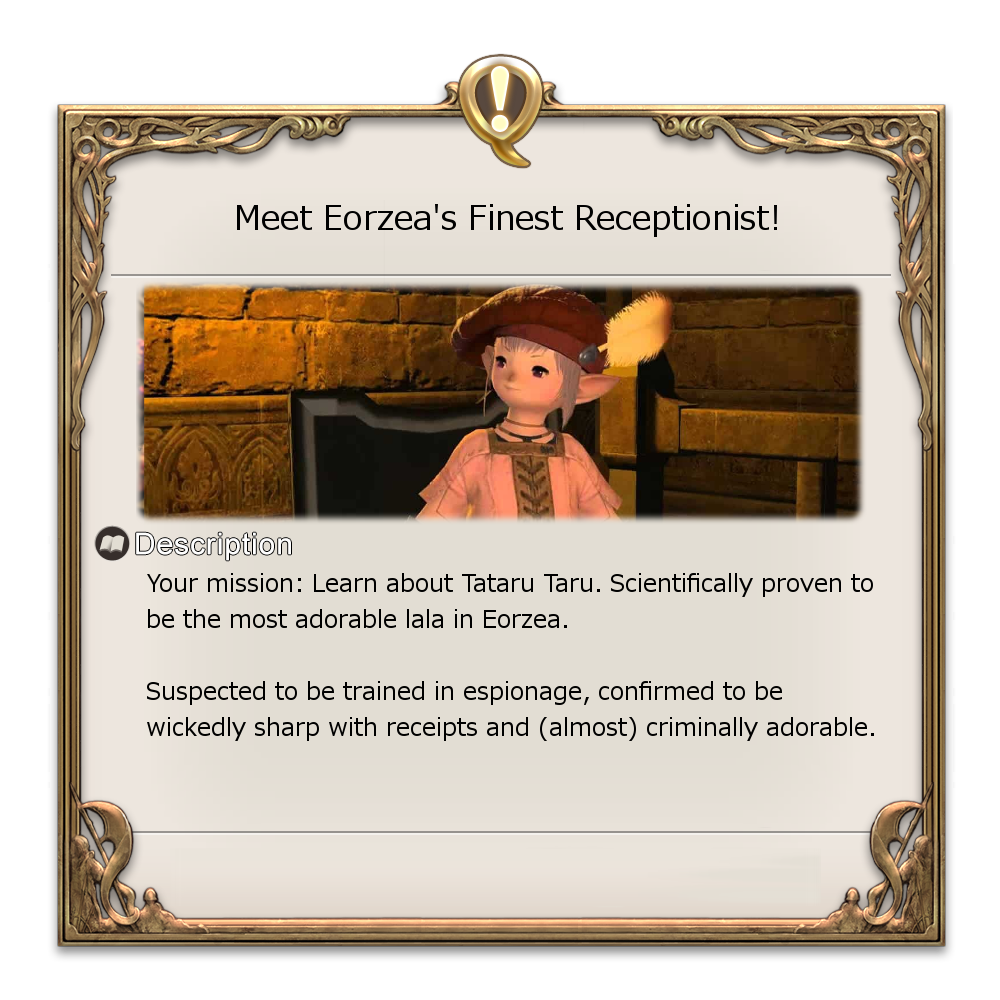 Meet Eorzea's Finest Receptionist!
Description
Your mission: Learn about Tataru Taru. Scientifically proven to
be the most adorable lala in Eorzea.
Suspected to be trained in espionage, confirmed to be
wickedly sharp with receipts and (almost) criminally adorable.